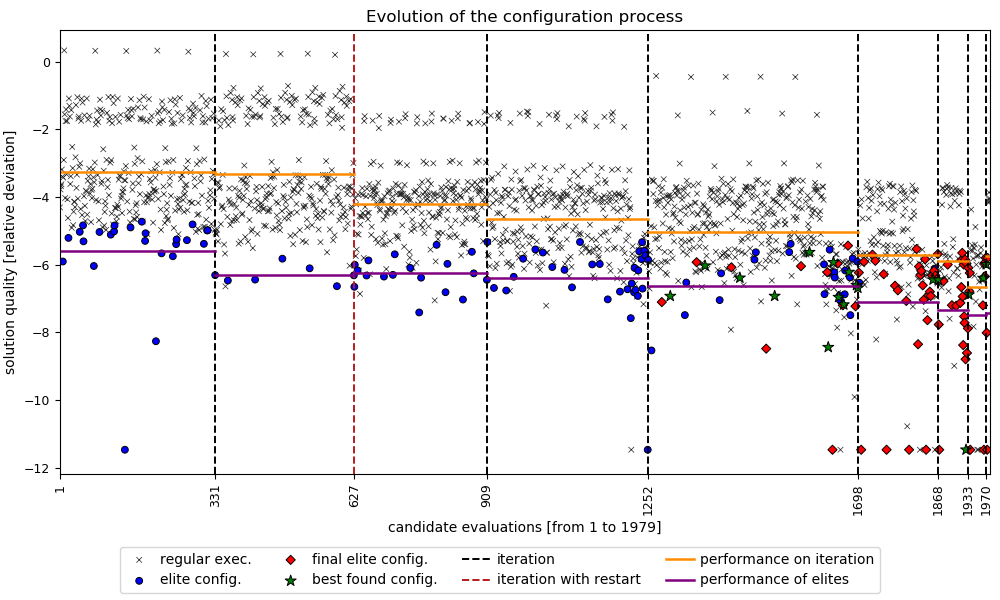 Evolution of the configuration process
solution quality [relative deviation]
0
−2
−4
−6
−8
−10
−12
1
331
627
909
1252
1698
1868
1933
1970
candidate evaluations [from 1 to 1979]
regular exec.
elite config.
final elite config.
best found config.
iteration
iteration with restart
performance on iteration
performance of elites